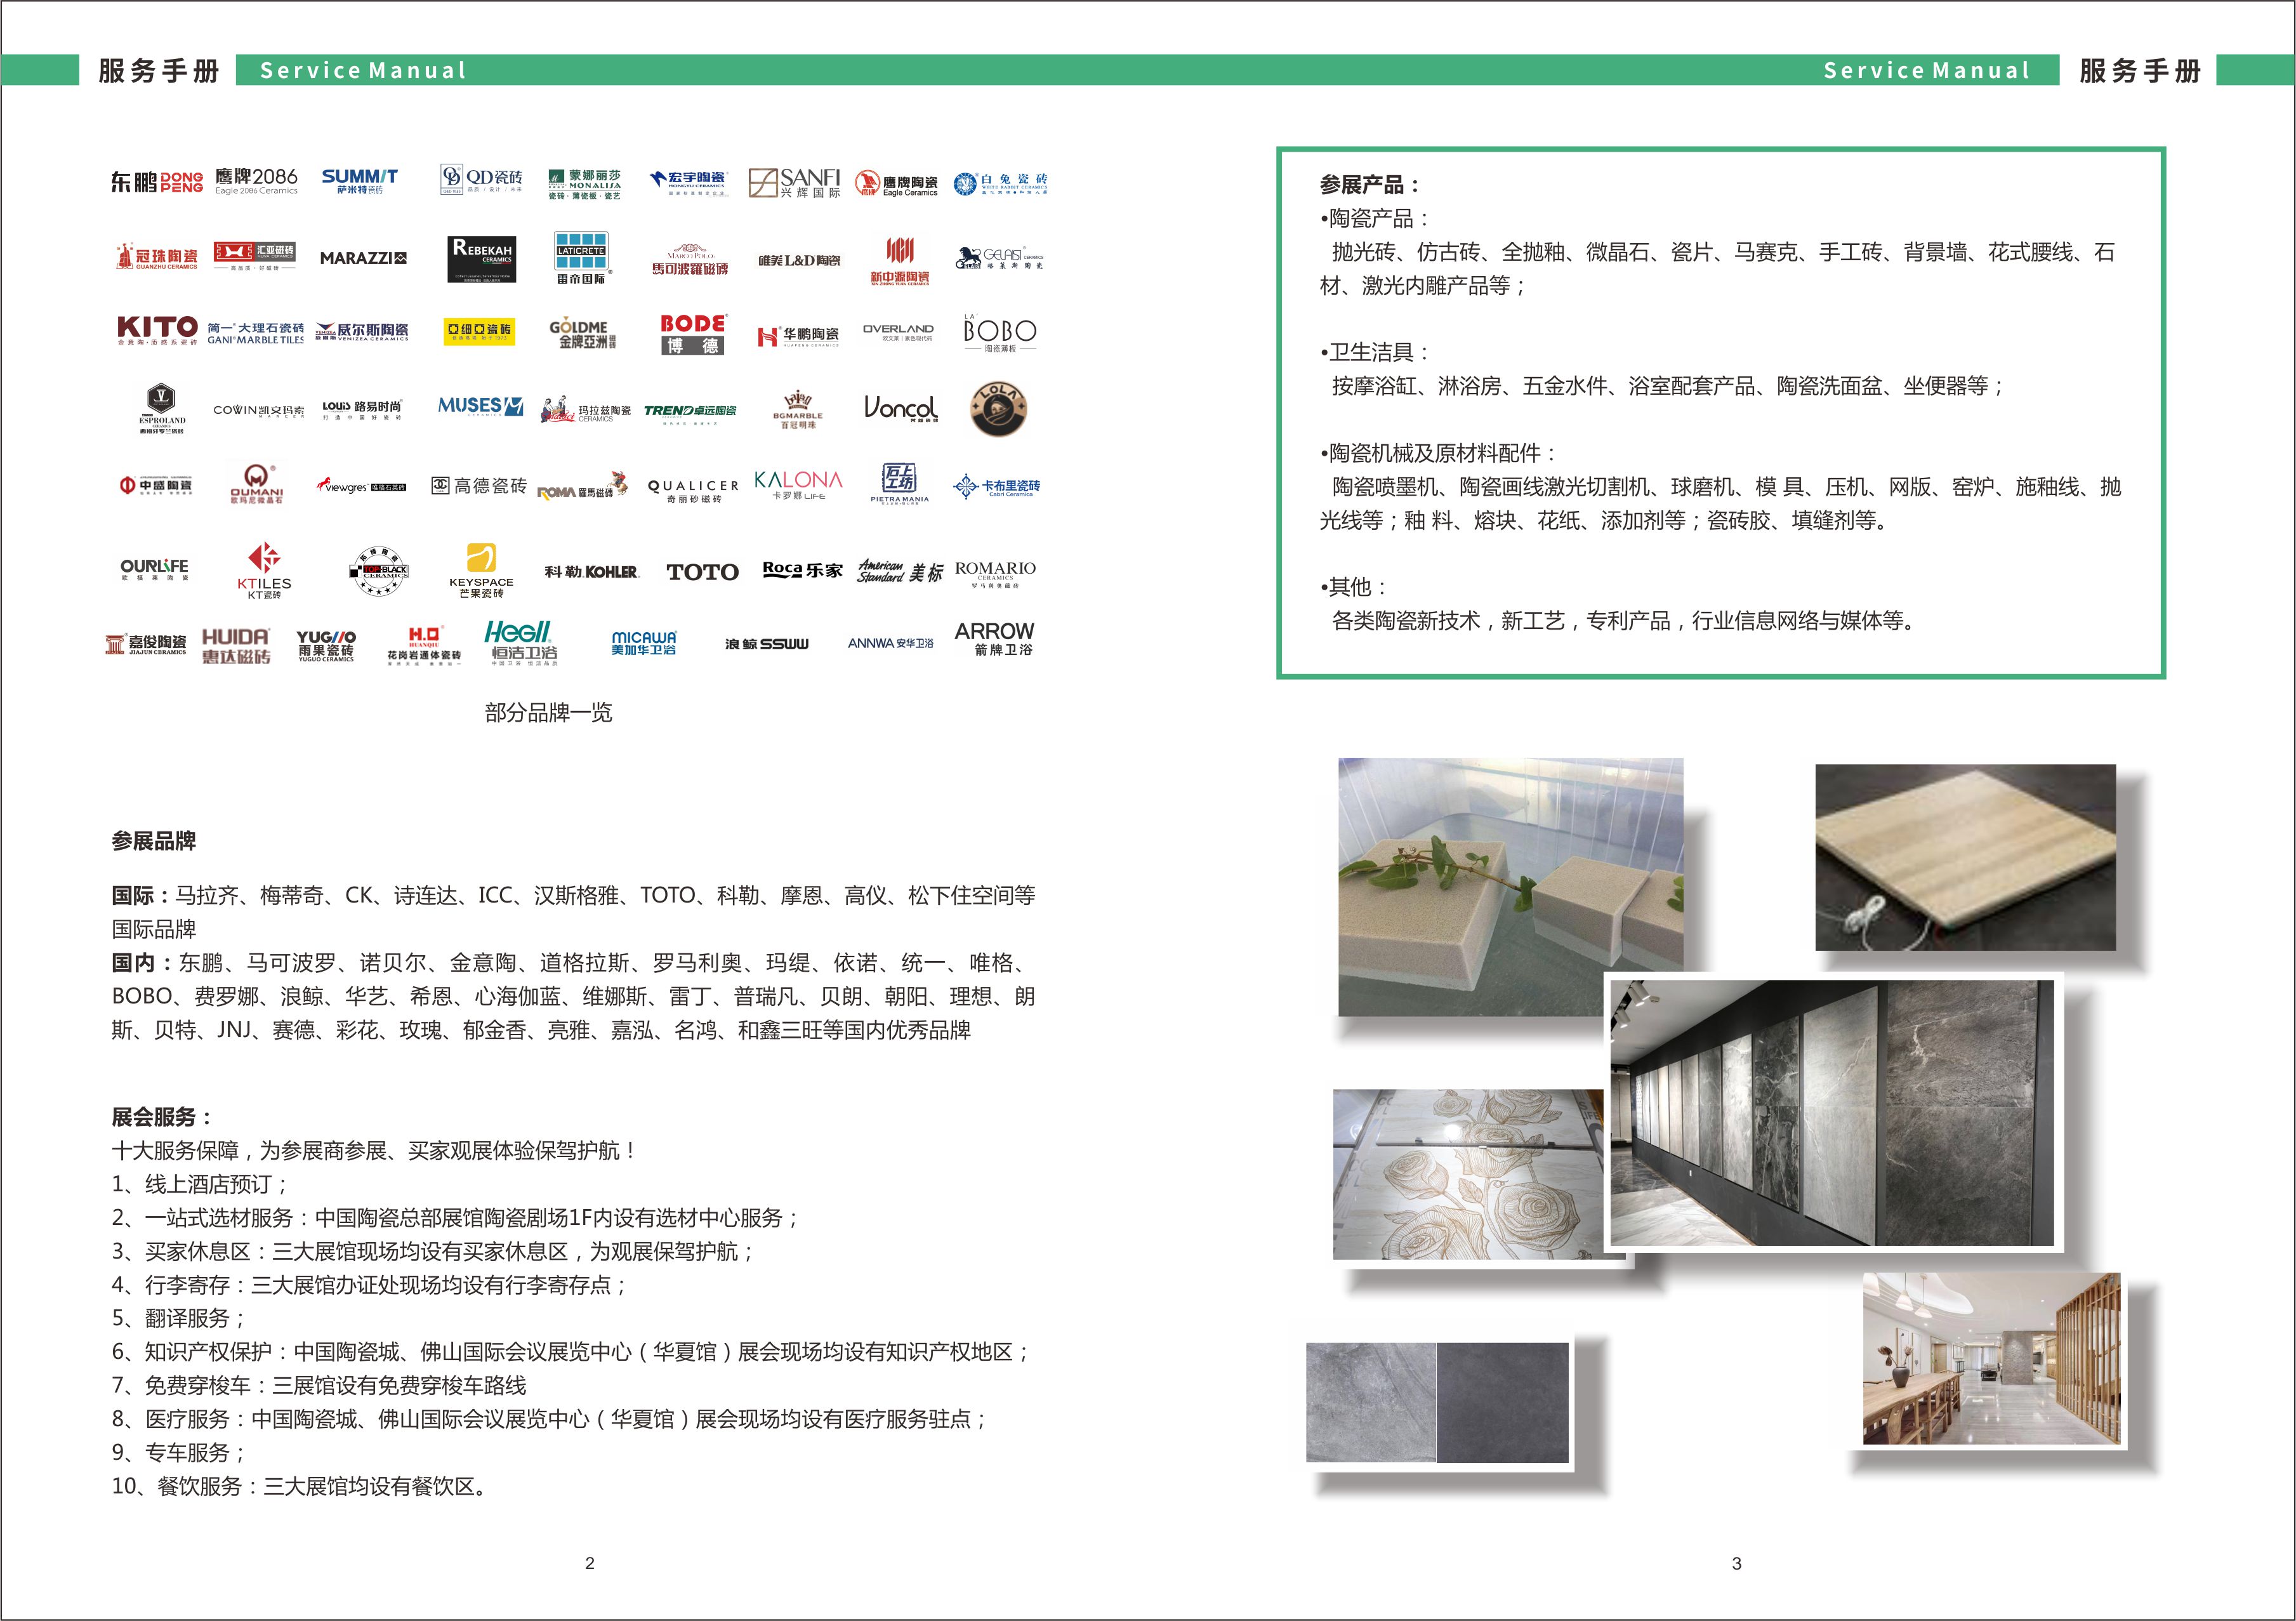 服务手册 Service Manual
Service Manual 服务手册
东鹏 DONG PENG
鹰牌2086 Eagle 2086 Ceramics
SUMMIT 萨米特瓷砖
QD瓷砖
蒙娜丽莎 MONALISA 瓷砖·薄瓷板·瓷艺
宏宇陶瓷 HONGYU CERAMICS
SANFI 兴辉国际
鹰牌陶瓷 Eagle Ceramics
白兔瓷砖 WHITE RABBIT CERAMICS
冠珠陶瓷 GUANZHU CERAMICS
汇亚磁砖
MARAZZI
REBEKAH CERAMICS
LATICRETE 雷帝国际
MARCO POLO 馬可波羅磁磚
唯美L&D陶瓷
新中源陶瓷 XIN ZHONG YUAN CERAMICS
GELAISI CERAMICS 格莱斯陶瓷
KITO 金意陶·质感系瓷砖
简一大理石瓷砖 GANI MARBLE TILES
威尔斯陶瓷 VENIZEA CERAMICS
亞細亞瓷磚
GOLDME 金牌亞洲
BODE 博德
华鹏陶瓷 HUAPENG CERAMICS
OVERLAND
LA' BOBO 陶瓷薄板
ESPROLAND
COWIN凯文玛索
LOUIS 路易时尚 打造中国好瓷砖
MUSES
玛拉兹陶瓷 CERAMICS
TREND卓远陶瓷
BGMARBLE 百冠明珠
Voncol
LOLA
中盛陶瓷
OUMANI 欧玛尼微晶石
viewgres
高德瓷砖
ROMA 羅馬磁磚
QUALICER 奇丽砂磁砖
KALONA 卡罗娜LIFE
石上工坊 PIETRA MANIA
卡布里瓷砖 Cabri Ceramica
OURLIFE
KTILES KT瓷砖
TOP-BLACK CERAMICS
KEYSPACE 芒果瓷砖
科勒.KOHLER.
TOTO
Roca 乐家
American Standard 美标
ROMARIO CERAMICS 罗马利奥磁砖
嘉俊陶瓷 JIAJUN CERAMICS
HUIDA 惠达磁砖
YUGUO 雨果瓷砖 YUGUO CERAMICS
H.Q HUANQIU 花岗岩通体瓷砖
HeGII 恒洁卫浴
MICAWA 美加华卫浴
浪鲸 SSWW
ANNWA 安华卫浴
ARROW 箭牌卫浴
部分品牌一览
参展品牌
国际：马拉齐、梅蒂奇、CK、诗连达、ICC、汉斯格雅、TOTO、科勒、摩恩、高仪、松下住空间等
国际品牌
国内：东鹏、马可波罗、诺贝尔、金意陶、道格拉斯、罗马利奥、玛缇、依诺、统一、唯格、
BOBO、费罗娜、浪鲸、华艺、希恩、心海伽蓝、维娜斯、雷丁、普瑞凡、贝朗、朝阳、理想、朗
斯、贝特、JNJ、赛德、彩花、玫瑰、郁金香、亮雅、嘉泓、名鸿、和鑫三旺等国内优秀品牌
展会服务：
十大服务保障，为参展商参展、买家观展体验保驾护航！
1、线上酒店预订；
2、一站式选材服务：中国陶瓷总部展馆陶瓷剧场1F内设有选材中心服务；
3、买家休息区：三大展馆现场均设有买家休息区，为观展保驾护航；
4、行李寄存：三大展馆办证处现场均设有行李寄存点；
5、翻译服务；
6、知识产权保护：中国陶瓷城、佛山国际会议展览中心（华夏馆）展会现场均设有知识产权地区；
7、免费穿梭车：三展馆设有免费穿梭车路线
8、医疗服务：中国陶瓷城、佛山国际会议展览中心（华夏馆）展会现场均设有医疗服务驻点；
9、专车服务；
10、餐饮服务：三大展馆均设有餐饮区。
2
参展产品：
•陶瓷产品：
抛光砖、仿古砖、全抛釉、微晶石、瓷片、马赛克、手工砖、背景墙、花式腰线、石
材、激光内雕产品等；
•卫生洁具：
按摩浴缸、淋浴房、五金水件、浴室配套产品、陶瓷洗面盆、坐便器等；
•陶瓷机械及原材料配件：
陶瓷喷墨机、陶瓷画线激光切割机、球磨机、模 具、压机、网版、窑炉、施釉线、抛
光线等；釉 料、熔块、花纸、添加剂等；瓷砖胶、填缝剂等。
•其他：
各类陶瓷新技术，新工艺，专利产品，行业信息网络与媒体等。
3